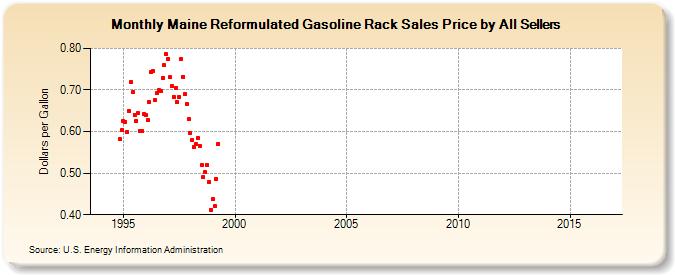 Monthly Maine Reformulated Gasoline Rack Sales Price by All Sellers
Dollars per Gallon
0.80
0.70
0.60
0.50
0.40
1995 2000 2005 2010 2015
Source: U.S. Energy Information Administration